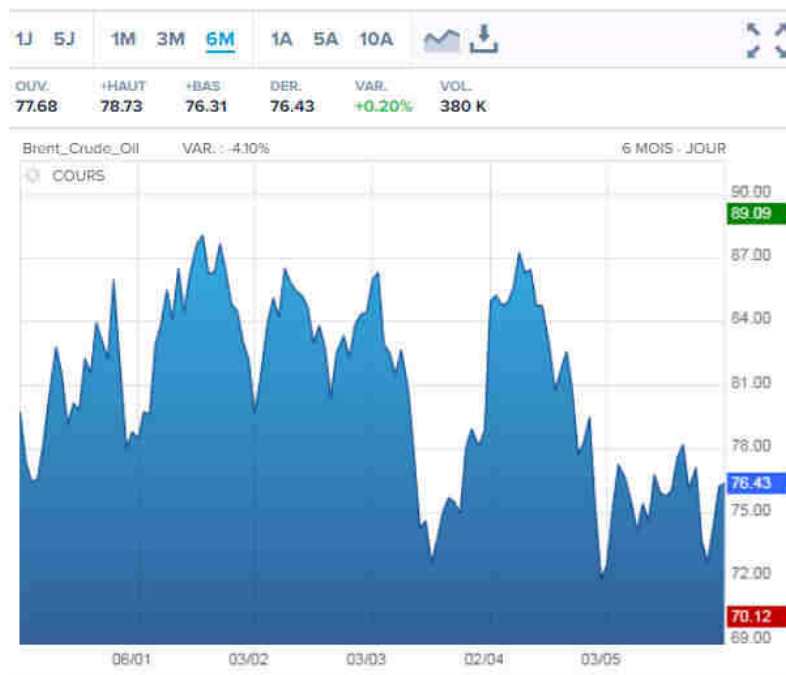 1J 5J 1M 3M 6M 1A 5A 10A
OUV. +HAUT +BAS DER. VAR. VOL.
77.68 78.73 76.31 76.43 +0.20% 380 K
Brent_Crude_Oil VAR. : -4.10% 6 MOIS - JOUR
COURS
90.00
89.09
87.00
84.00
81.00
78.00
76.43
75.00
72.00
70.12
69.00
06/01 03/02 03/03 02/04 03/05